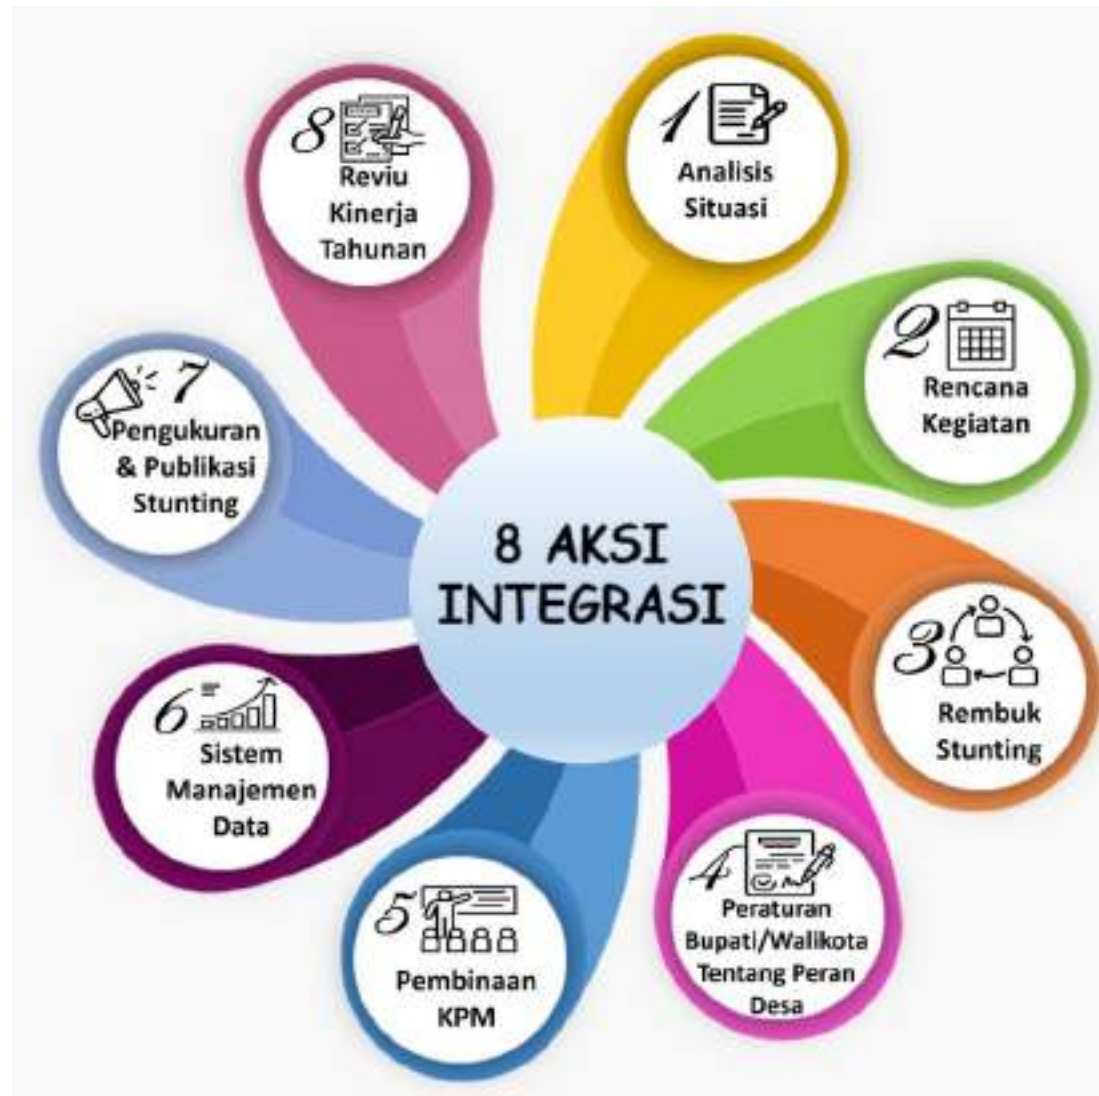 8 AKSI
INTEGRASI
1
Analisis
Situasi
2
Rencana
Kegiatan
3
Rembuk
Stunting
4
Peraturan
Bupati/Walikota
Tentang Peran
Desa
5
Pembinaan
KPM
6
Sistem
Manajemen
Data
7
Pengukuran
& Publikasi
Stunting
8
Reviu
Kinerja
Tahunan